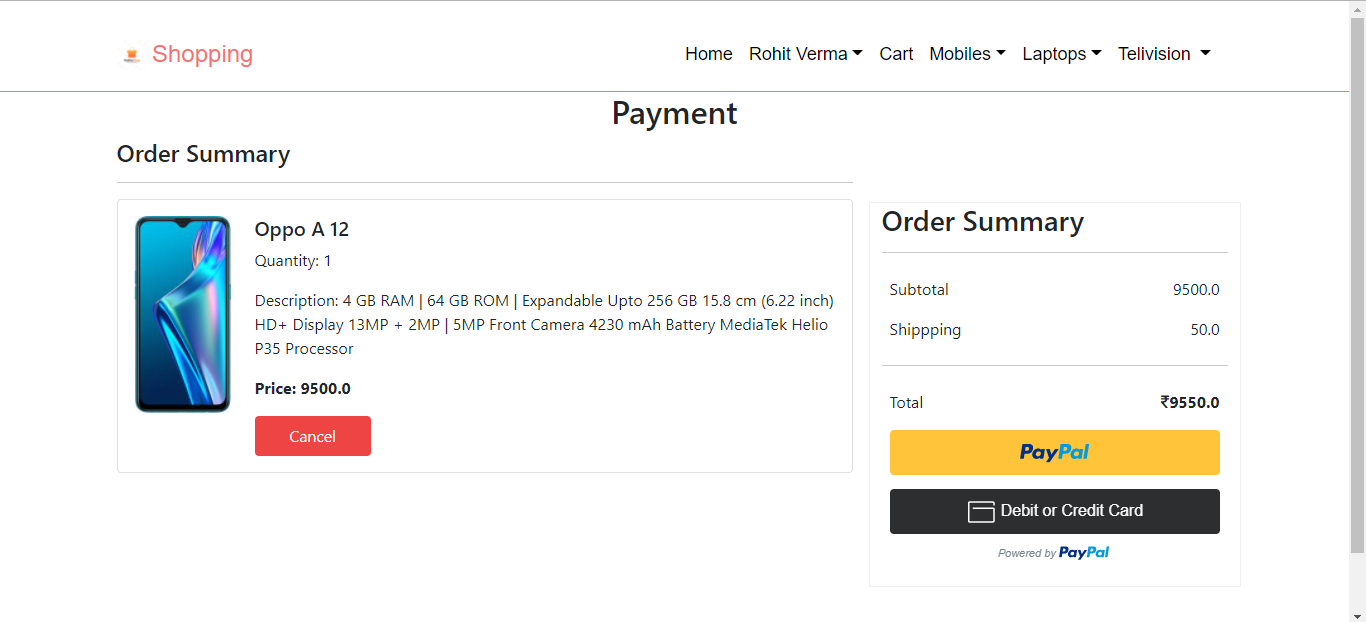 Shopping
Home Rohit Verma Cart Mobiles Laptops Telivision
Payment
Order Summary
Oppo A 12
Quantity: 1
Description: 4 GB RAM | 64 GB ROM | Expandable Upto 256 GB 15.8 cm (6.22 inch)
HD+ Display 13MP + 2MP | 5MP Front Camera 4230 mAh Battery MediaTek Helio
P35 Processor
Price: 9500.0
Cancel
Order Summary
Subtotal 9500.0
Shippping 50.0
Total ₹9550.0
PayPal
Debit or Credit Card
Powered by PayPal